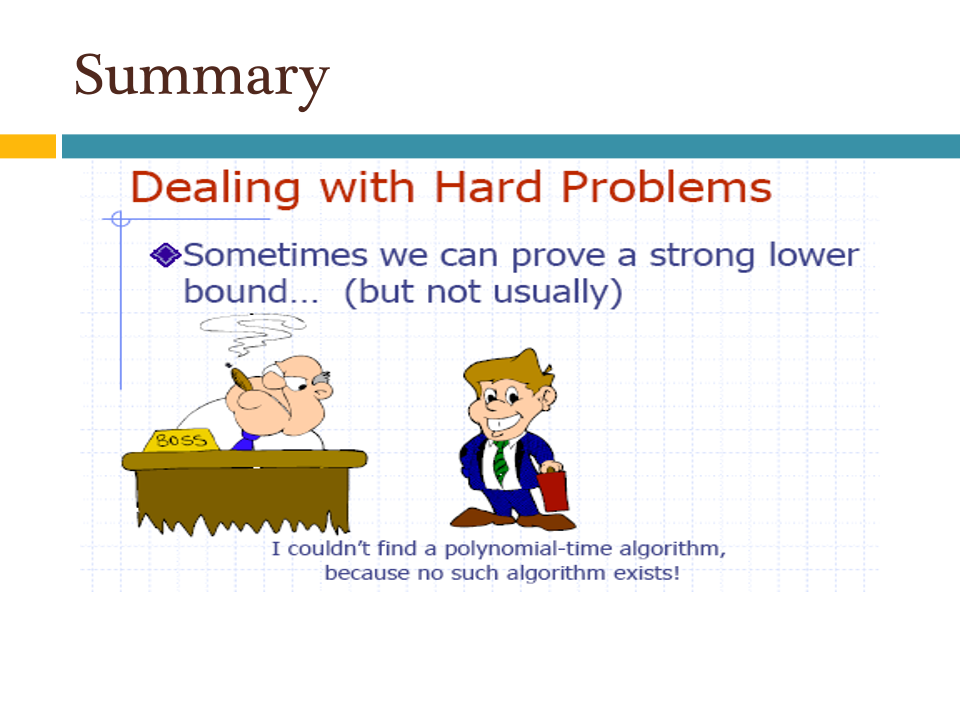 Summary
Dealing with Hard Problems
Sometimes we can prove a strong lower
bound... (but not usually)
BOSS
I couldn't find a polynomial-time algorithm,
because no such algorithm exists!